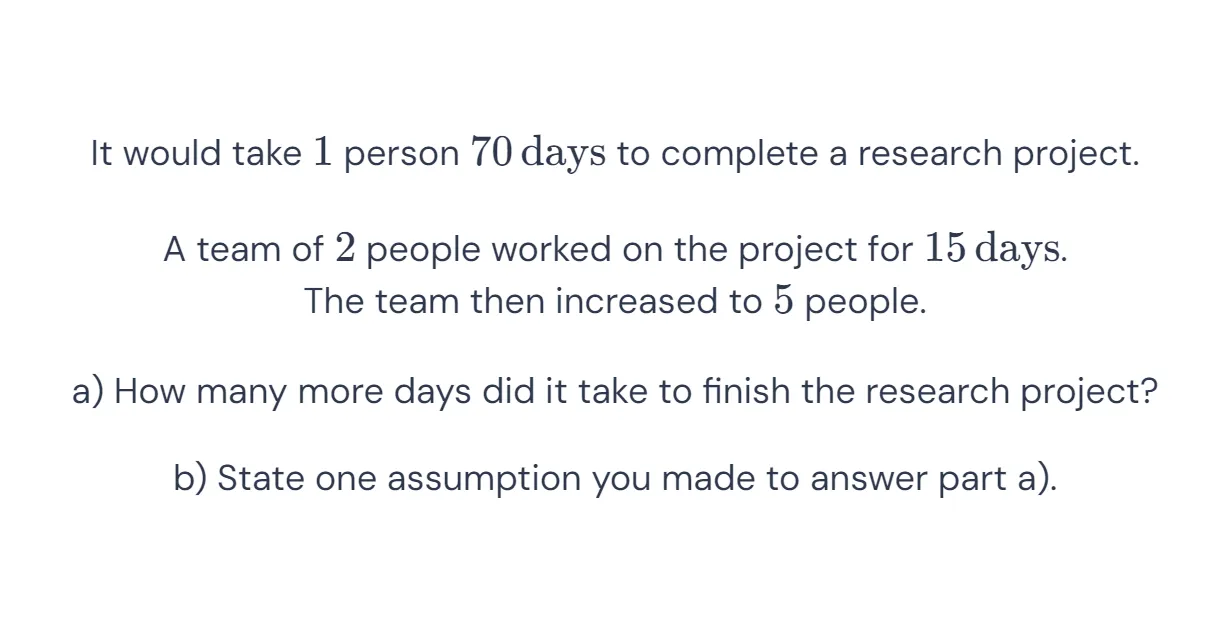 It would take 1 person 70 days to complete a research project.
A team of 2 people worked on the project for 15 days.
The team then increased to 5 people.
a) How many more days did it take to finish the research project?
b) State one assumption you made to answer part a).